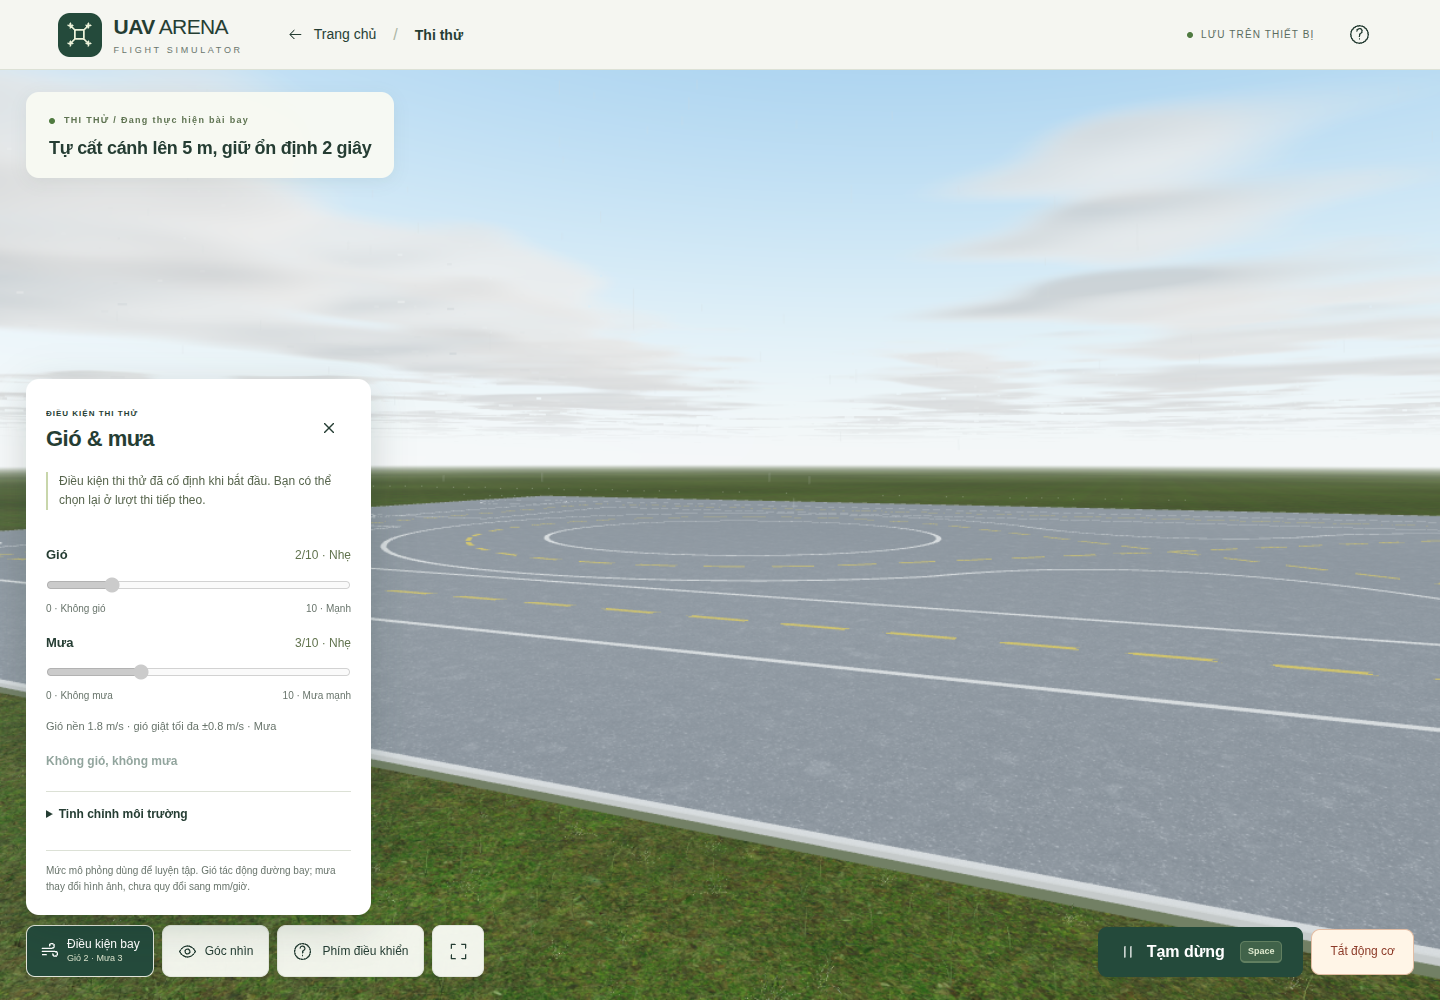 UAV ARENA
FLIGHT SIMULATOR
Trang chủ / Thi thử
LƯU TRÊN THIẾT BỊ
THI THỬ / Đang thực hiện bài bay
Tự cất cánh lên 5 m, giữ ổn định 2 giây
ĐIỀU KIỆN THI THỬ
Gió & mưa
Điều kiện thi thử đã cố định khi bắt đầu. Bạn có thể
chọn lại ở lượt thi tiếp theo.
Gió 2/10 · Nhẹ
0 · Không gió 10 · Mạnh
Mưa 3/10 · Nhẹ
0 · Không mưa 10 · Mưa mạnh
Gió nền 1.8 m/s · gió giật tối đa ±0.8 m/s · Mưa
Không gió, không mưa
Tinh chỉnh môi trường
Mức mô phỏng dùng để luyện tập. Gió tác động đường bay; mưa
thay đổi hình ảnh, chưa quy đổi sang mm/giờ.
Điều kiện bay
Gió 2 · Mưa 3
Góc nhìn
Phím điều khiển
Tạm dừng Space
Tắt động cơ